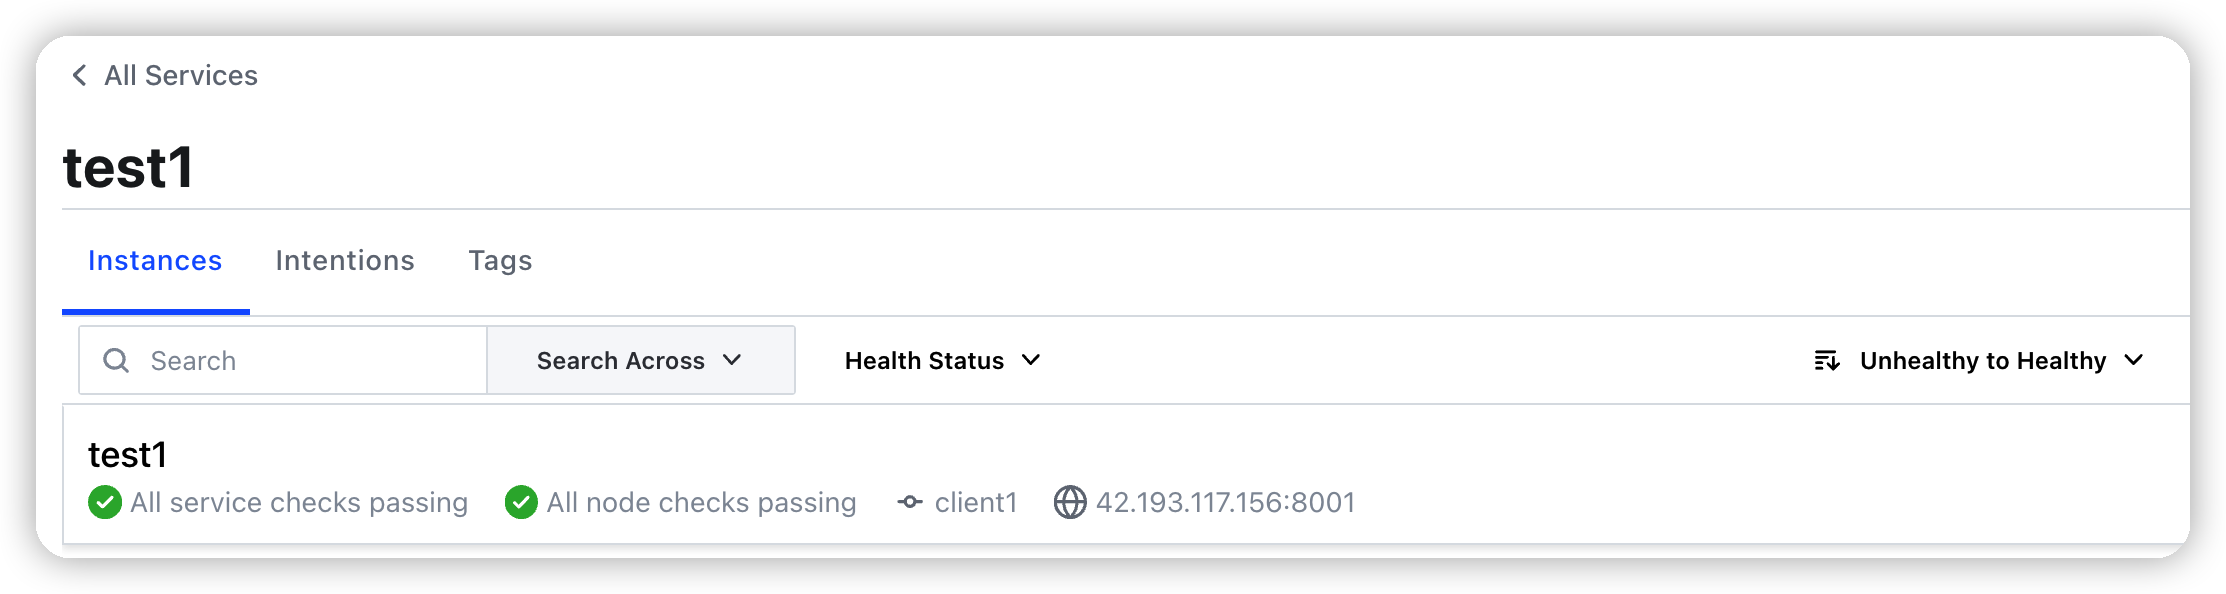 All Services
test1
Instances Intentions Tags
Search Search Across Health Status Unhealthy to Healthy
test1
All service checks passing All node checks passing client1 42.193.117.156:8001